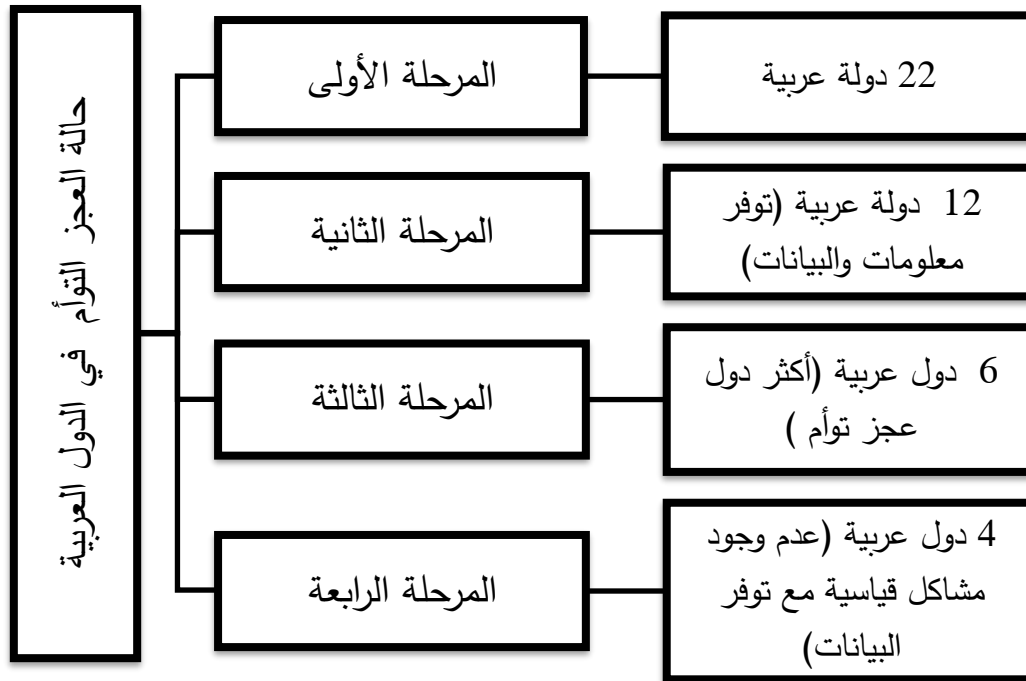 حالة العجز التوأم في الدول العربية
المرحلة الأولى
22 دولة عربية
المرحلة الثانية
12 دولة عربية (توفر
معلومات والبيانات)
المرحلة الثالثة
6 دول عربية (أكثر دول
عجز توأم )
المرحلة الرابعة
4 دول عربية (عدم وجود
مشاكل قياسية مع توفر
البيانات)